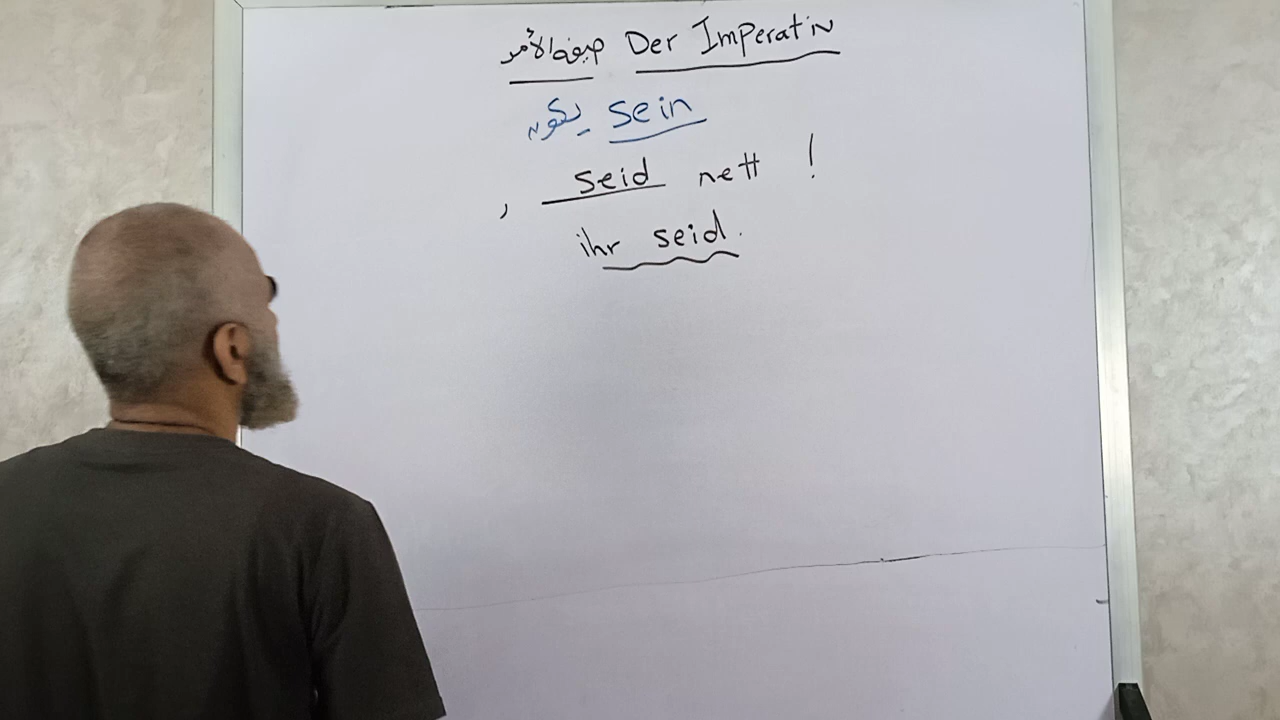 صيغة الأمر Der Imperativ
يكون sein
, seid nett !
ihr seid.